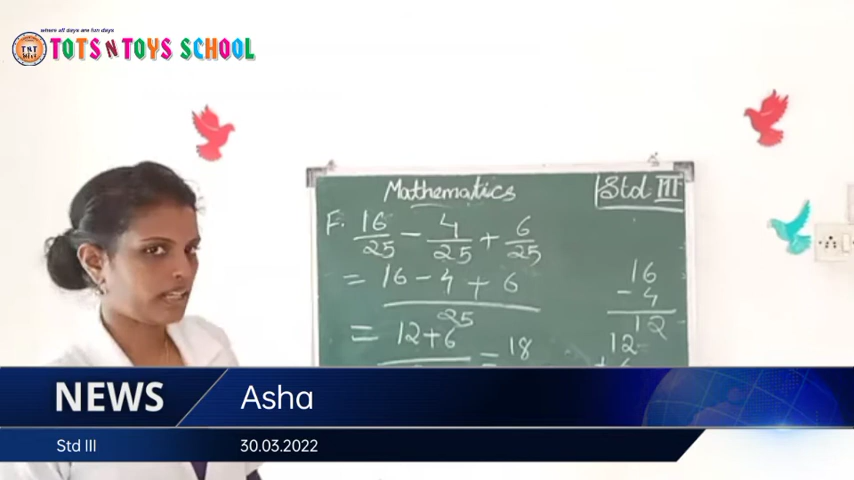 where all days are fun days
TOTS N TOYS SCHOOL
Mathematics
Std III
F. 16/25 - 4/25 + 6/25
= 16 - 4 + 6
25
= 12+6 = 18
16
- 4
12
12
NEWS
Asha
Std III
30.03.2022